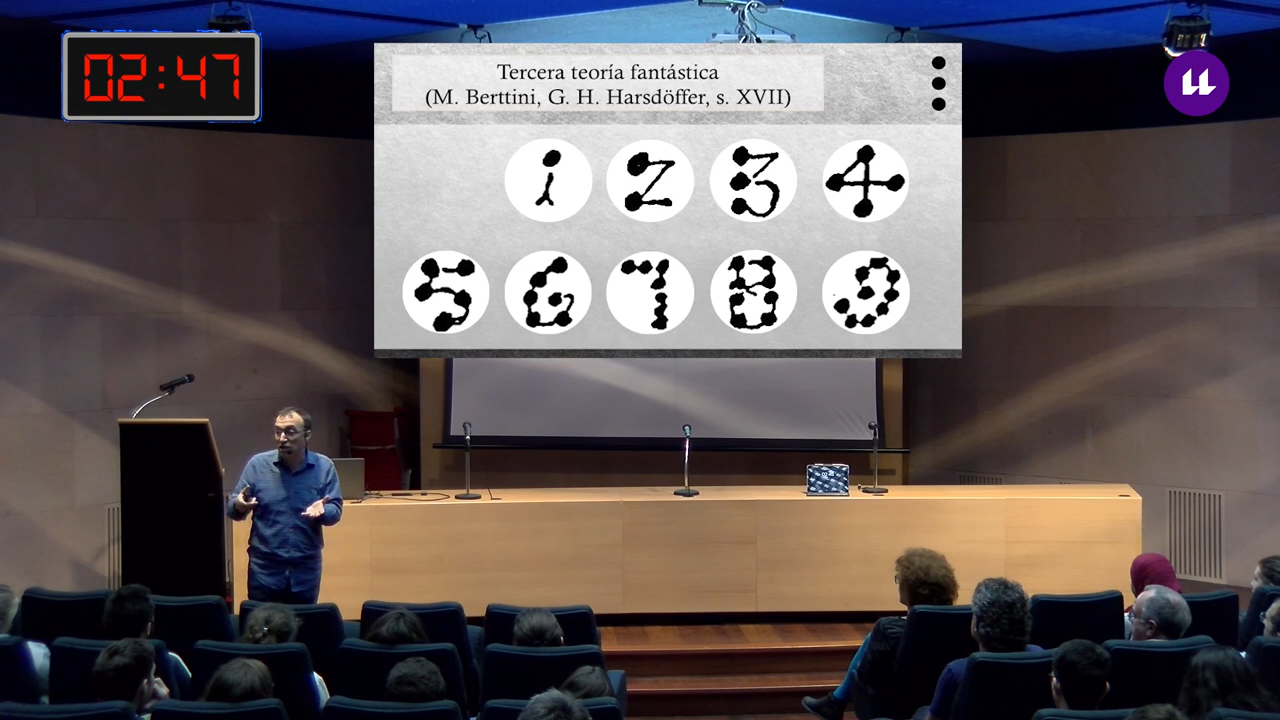 02:47
Tercera teoría fantástica
(M. Berttini, G. H. Harsdöffer, s. XVII)
1 2 3 4
5 6 7 8 9